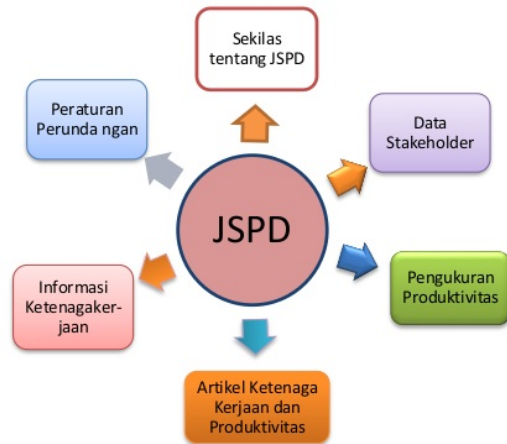 Sekilas
tentang JSPD
Peraturan
Perunda ngan
Data
Stakeholder
JSPD
Informasi
Ketenagaker-
jaan
Pengukuran
Produktivitas
Artikel Ketenaga
Kerjaan dan
Produktivitas